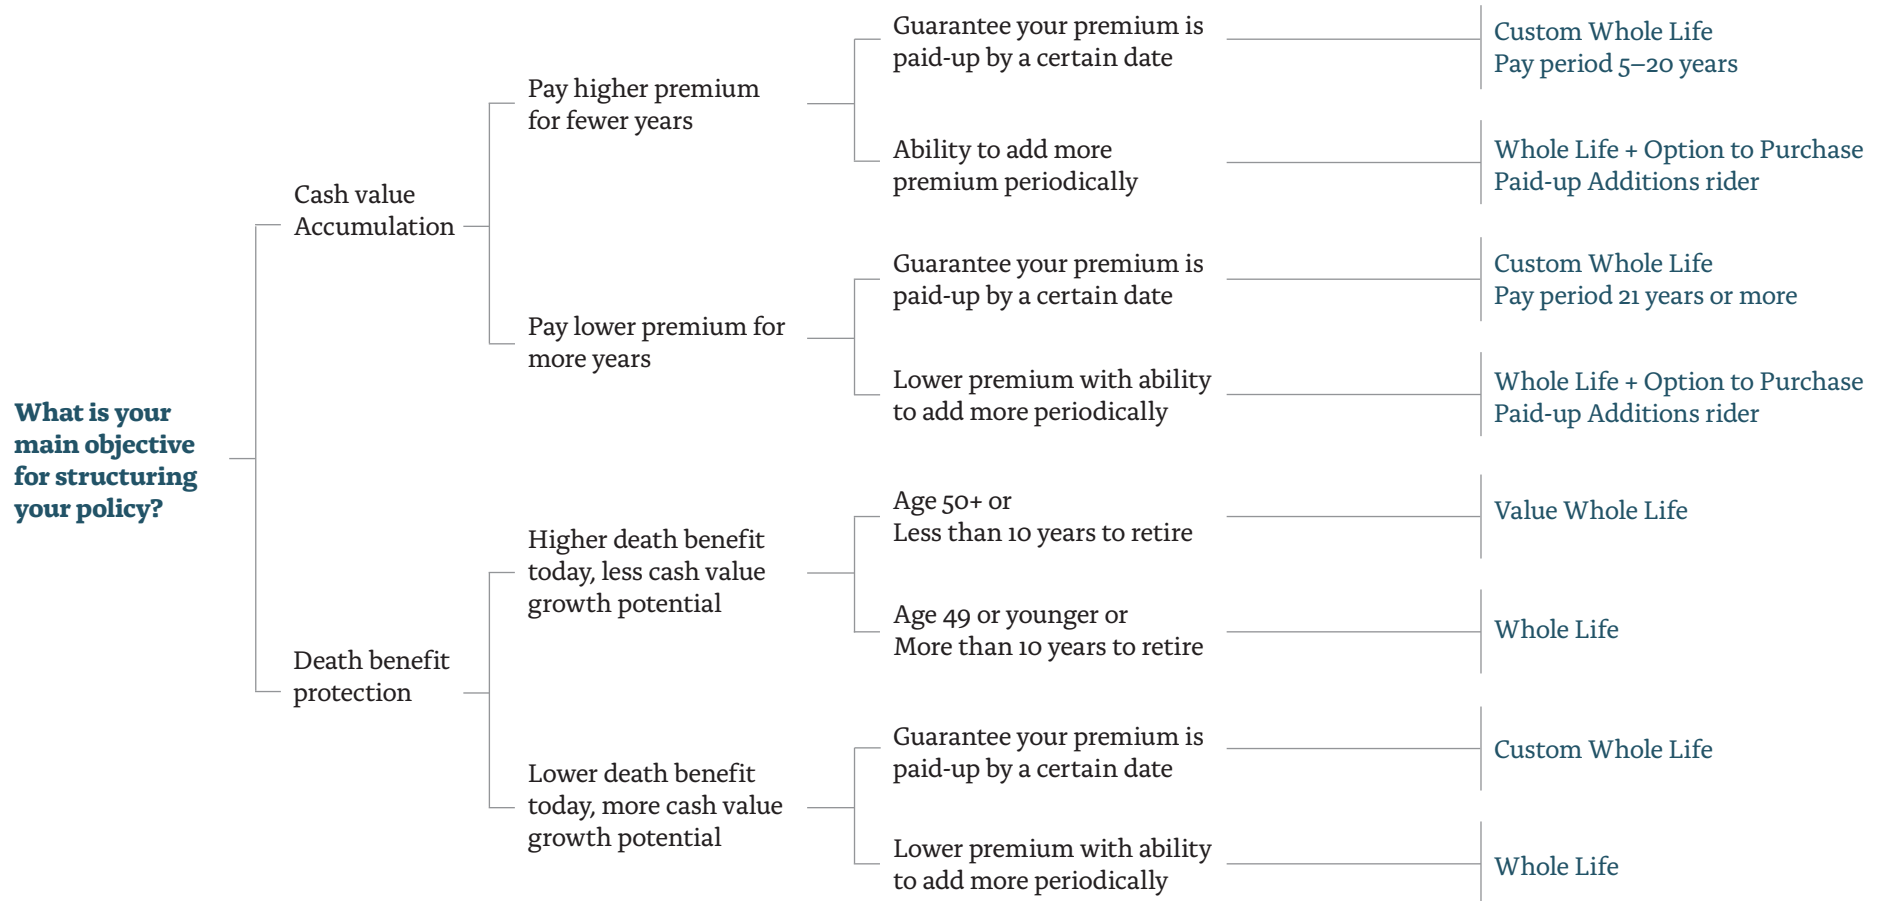 What is your
main objective
for structuring
your policy?
Cash value
Accumulation
Pay higher premium
for fewer years
Guarantee your premium is
paid-up by a certain date
Custom Whole Life
Pay period 5–20 years
Ability to add more
premium periodically
Whole Life + Option to Purchase
Paid-up Additions rider
Pay lower premium for
more years
Guarantee your premium is
paid-up by a certain date
Custom Whole Life
Pay period 21 years or more
Lower premium with ability
to add more periodically
Whole Life + Option to Purchase
Paid-up Additions rider
Death benefit
protection
Higher death benefit
today, less cash value
growth potential
Age 50+ or
Less than 10 years to retire
Value Whole Life
Age 49 or younger or
More than 10 years to retire
Whole Life
Lower death benefit
today, more cash value
growth potential
Guarantee your premium is
paid-up by a certain date
Custom Whole Life
Lower premium with ability
to add more periodically
Whole Life